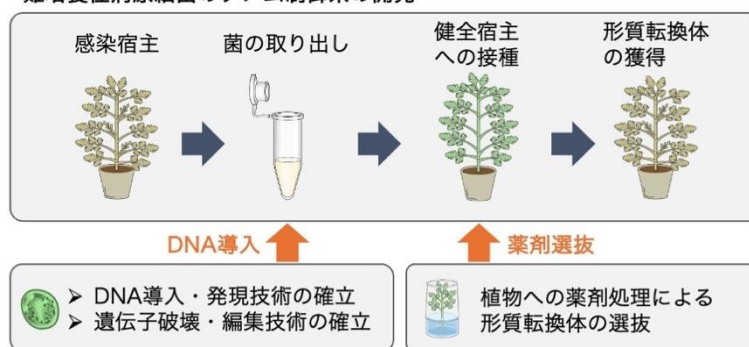 感染宿主
菌の取り出し
健全宿主
への接種
形質転換体
の獲得
DNA導入
薬剤選抜
➤ DNA導入・発現技術の確立
➤ 遺伝子破壊・編集技術の確立
植物への薬剤処理による
形質転換体の選抜